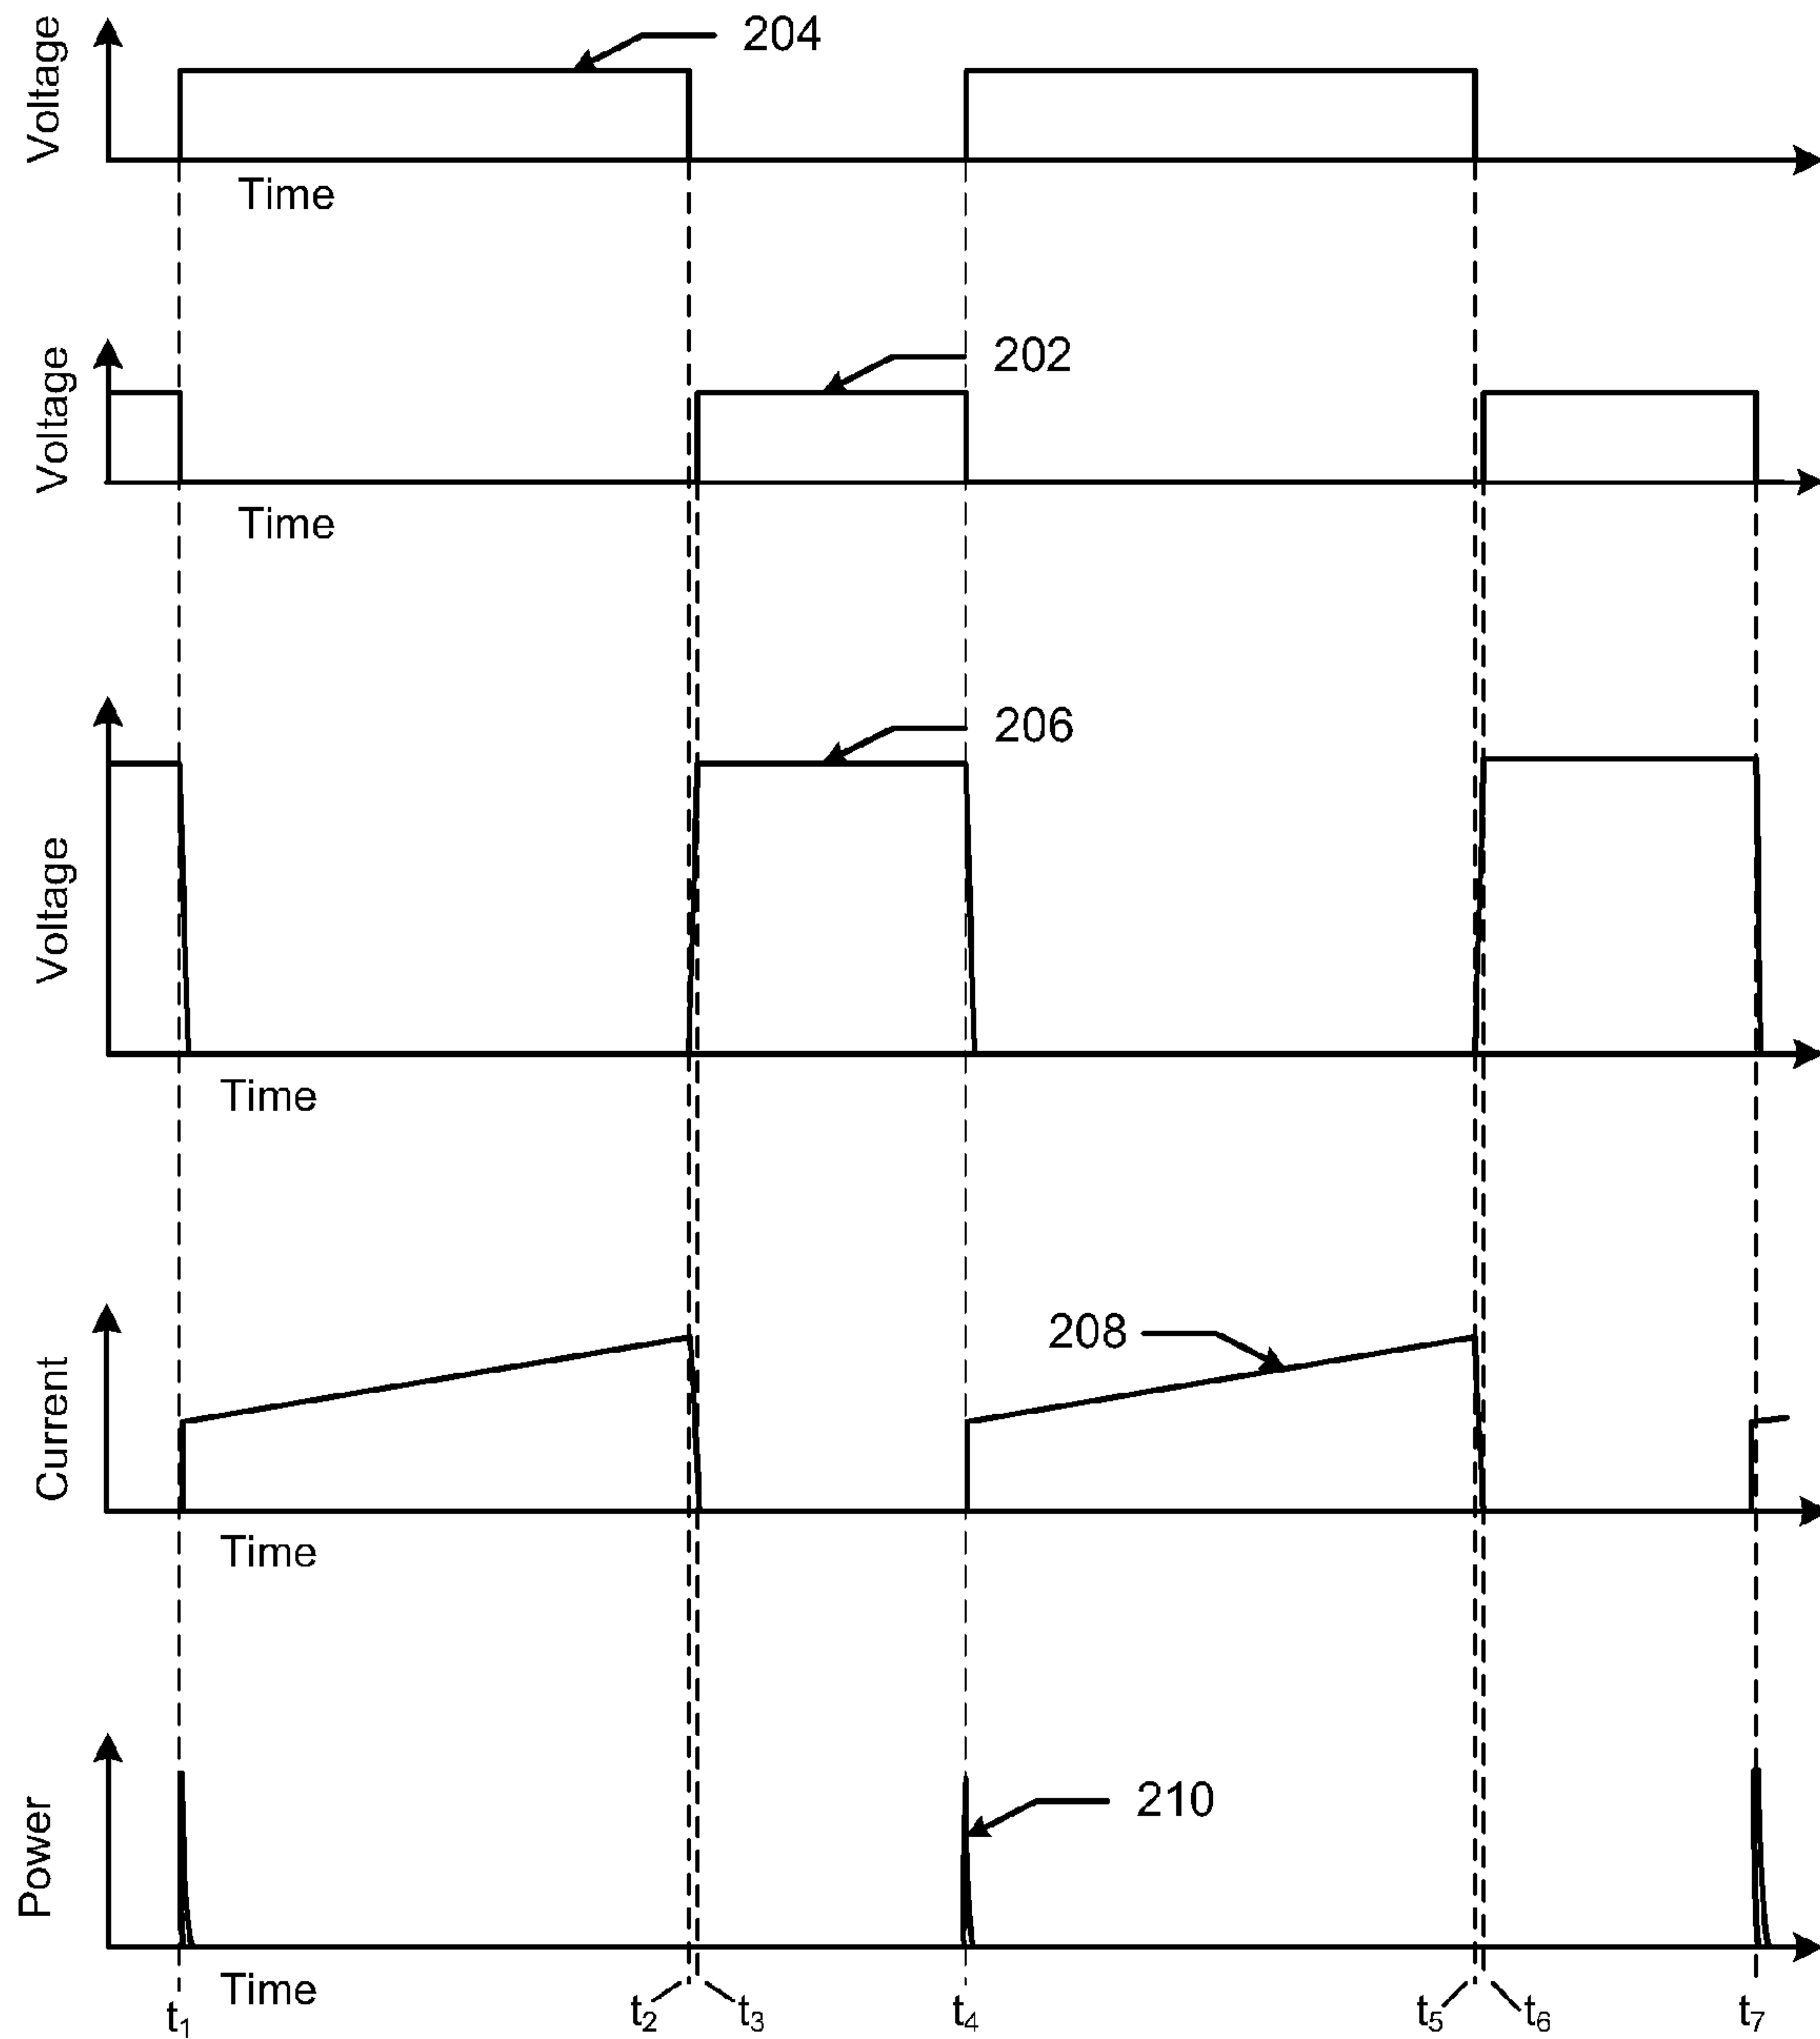 204
Voltage
Time
202
Voltage
Time
206
Voltage
Time
208
Current
Time
210
Power
Time
t₁ t₂ t₃ t₄ t₅ t₆ t₇